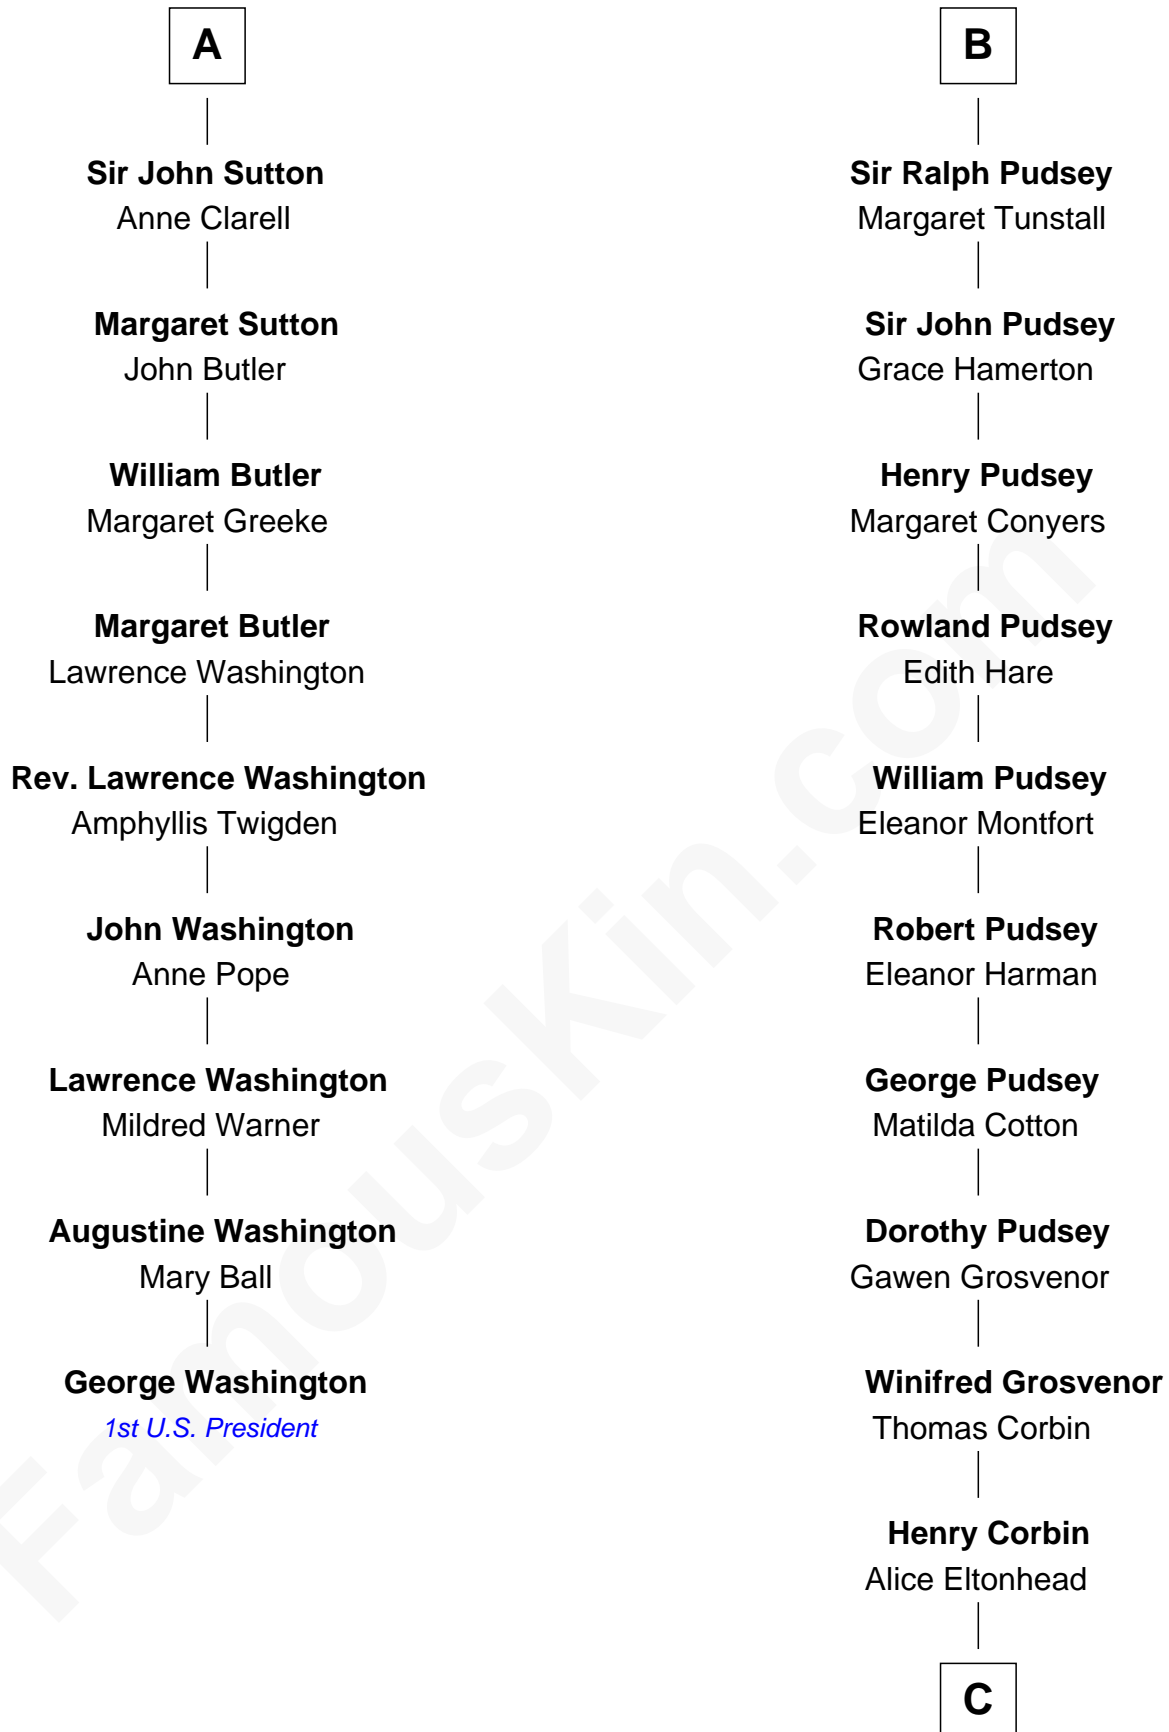 A
Sir John Sutton
Anne Clarell
Margaret Sutton
John Butler
William Butler
Margaret Greeke
Margaret Butler
Lawrence Washington
Rev. Lawrence Washington
Amphyllis Twigden
John Washington
Anne Pope
Lawrence Washington
Mildred Warner
Augustine Washington
Mary Ball
George Washington
1st U.S. President
B
Sir Ralph Pudsey
Margaret Tunstall
Sir John Pudsey
Grace Hamerton
Henry Pudsey
Margaret Conyers
Rowland Pudsey
Edith Hare
William Pudsey
Eleanor Montfort
Robert Pudsey
Eleanor Harman
George Pudsey
Matilda Cotton
Dorothy Pudsey
Gawen Grosvenor
Winifred Grosvenor
Thomas Corbin
Henry Corbin
Alice Eltonhead
C
FamousKin.com